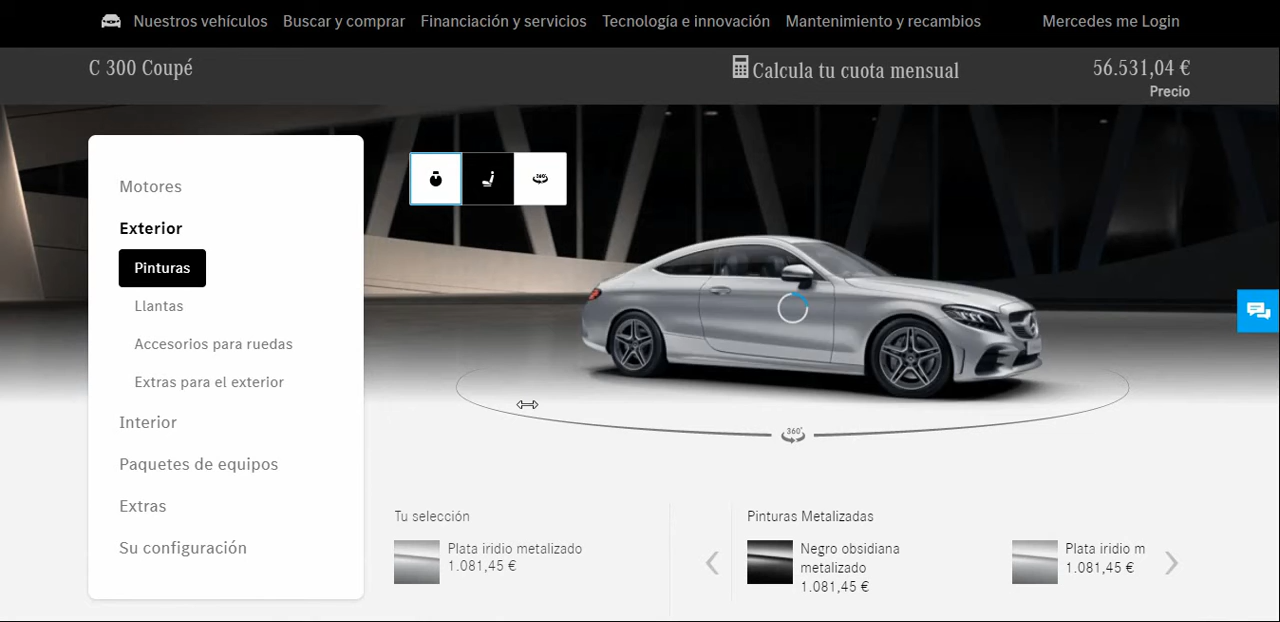 Nuestros vehículos Buscar y comprar Financiación y servicios Tecnología e innovación Mantenimiento y recambios Mercedes me Login
C 300 Coupé
Calcula tu cuota mensual
56.531,04 €
Precio
Motores
Exterior
Pinturas
Llantas
Accesorios para ruedas
Extras para el exterior
Interior
Paquetes de equipos
Extras
Su configuración
360°
360°
Tu selección
Plata iridio metalizado
1.081,45 €
Pinturas Metalizadas
Negro obsidiana
metalizado
1.081,45 €
Plata iridio m
1.081,45 €